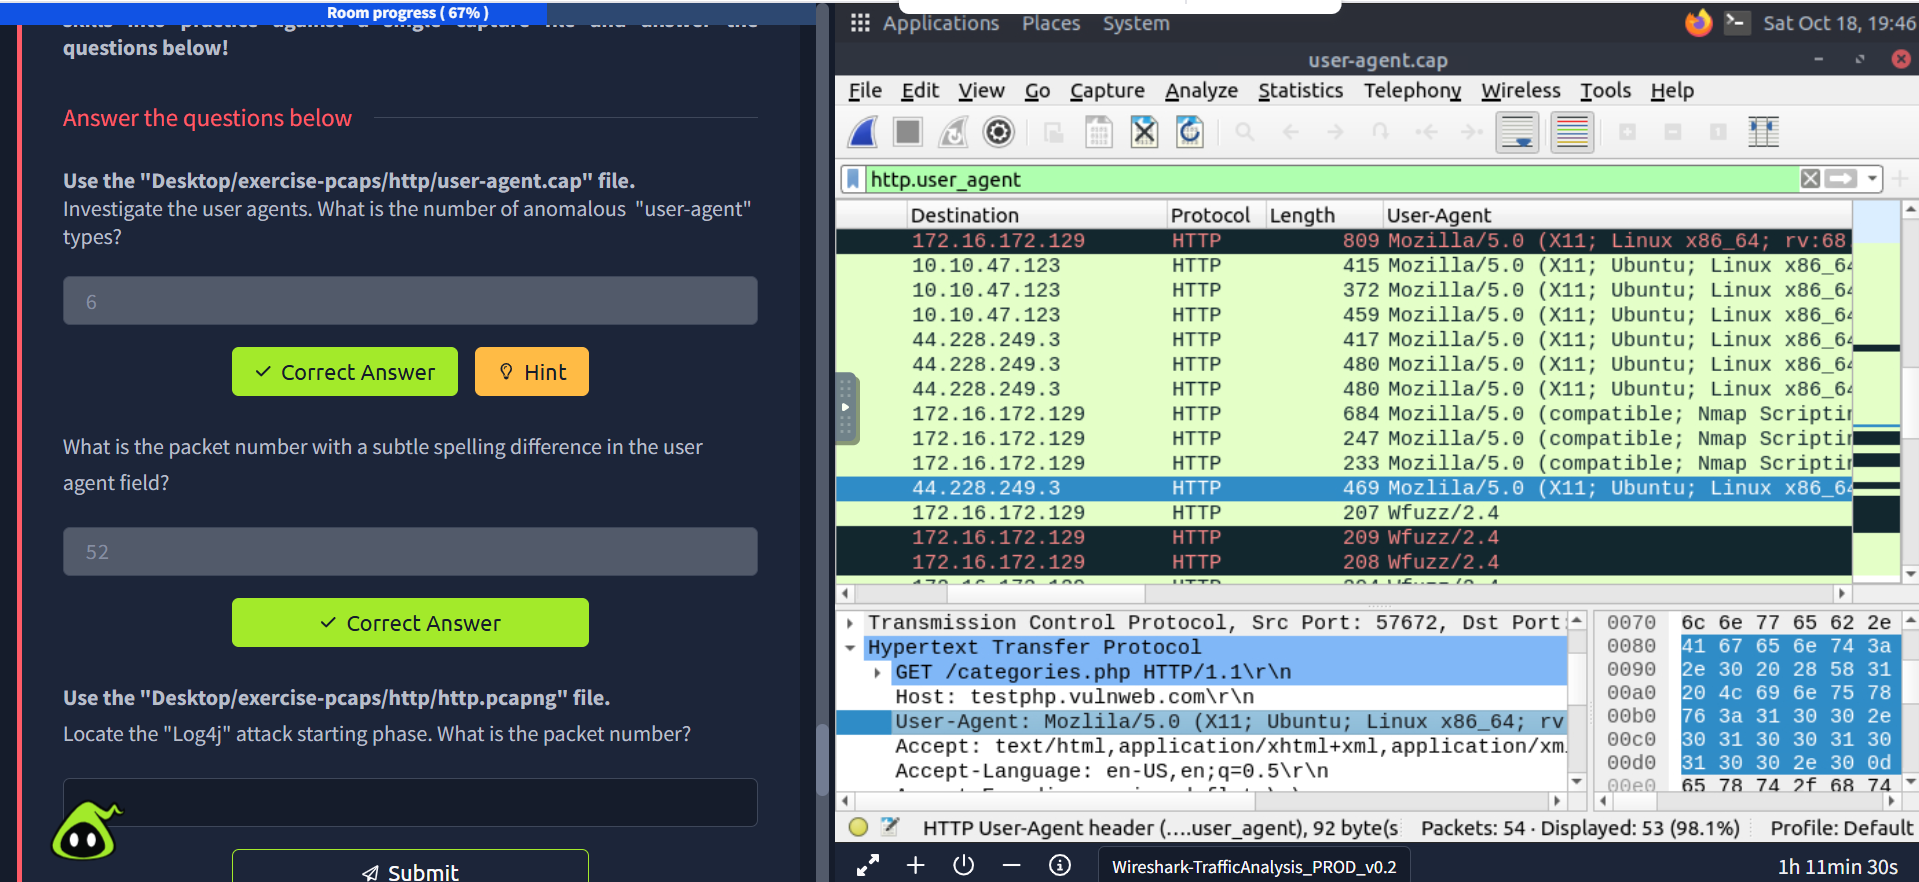 Room progress ( 67% )
skills into practice against a single capture file and answer the
questions below!
Answer the questions below
Use the "Desktop/exercise-pcaps/http/user-agent.cap" file.
Investigate the user agents. What is the number of anomalous "user-agent"
types?
6
Correct Answer
Hint
What is the packet number with a subtle spelling difference in the user
agent field?
52
Correct Answer
Use the "Desktop/exercise-pcaps/http/http.pcapng" file.
Locate the "Log4j" attack starting phase. What is the packet number?
Submit
Applications Places System
Sat Oct 18, 19:46
user-agent.cap
File Edit View Go Capture Analyze Statistics Telephony Wireless Tools Help
http.user_agent
Destination Protocol Length User-Agent
172.16.172.129 HTTP 809 Mozilla/5.0 (X11; Linux x86_64; rv:68
10.10.47.123 HTTP 415 Mozilla/5.0 (X11; Ubuntu; Linux x86_64
10.10.47.123 HTTP 372 Mozilla/5.0 (X11; Ubuntu; Linux x86_64
10.10.47.123 HTTP 459 Mozilla/5.0 (X11; Ubuntu; Linux x86_64
44.228.249.3 HTTP 417 Mozilla/5.0 (X11; Ubuntu; Linux x86_64
44.228.249.3 HTTP 480 Mozilla/5.0 (X11; Ubuntu; Linux x86_64
44.228.249.3 HTTP 480 Mozilla/5.0 (X11; Ubuntu; Linux x86_64
172.16.172.129 HTTP 684 Mozilla/5.0 (compatible; Nmap Scriptin
172.16.172.129 HTTP 247 Mozilla/5.0 (compatible; Nmap Scriptin
172.16.172.129 HTTP 233 Mozilla/5.0 (compatible; Nmap Scriptin
44.228.249.3 HTTP 469 Mozlila/5.0 (X11; Ubuntu; Linux x86_64
172.16.172.129 HTTP 207 Wfuzz/2.4
172.16.172.129 HTTP 209 Wfuzz/2.4
172.16.172.129 HTTP 208 Wfuzz/2.4
172.16.172.129 HTTP 204 Wfuzz/2.4
Transmission Control Protocol, Src Port: 57672, Dst Port:
Hypertext Transfer Protocol
GET /categories.php HTTP/1.1\r\n
Host: testphp.vulnweb.com\r\n
User-Agent: Mozlila/5.0 (X11; Ubuntu; Linux x86_64; rv
Accept: text/html,application/xhtml+xml,application/xm
Accept-Language: en-US,en;q=0.5\r\n
0070 6c 6e 77 65 62 2e
0080 41 67 65 6e 74 3a
0090 2e 30 20 28 58 31
00a0 20 4c 69 6e 75 78
00b0 76 3a 31 30 30 2e
00c0 30 31 30 30 31 30
00d0 31 30 30 2e 30 0d
00e0 65 78 74 2f 68 74
HTTP User-Agent header (....user_agent), 92 byte(s
Packets: 54 · Displayed: 53 (98.1%)
Profile: Default
Wireshark-TrafficAnalysis_PROD_v0.2
1h 11min 30s